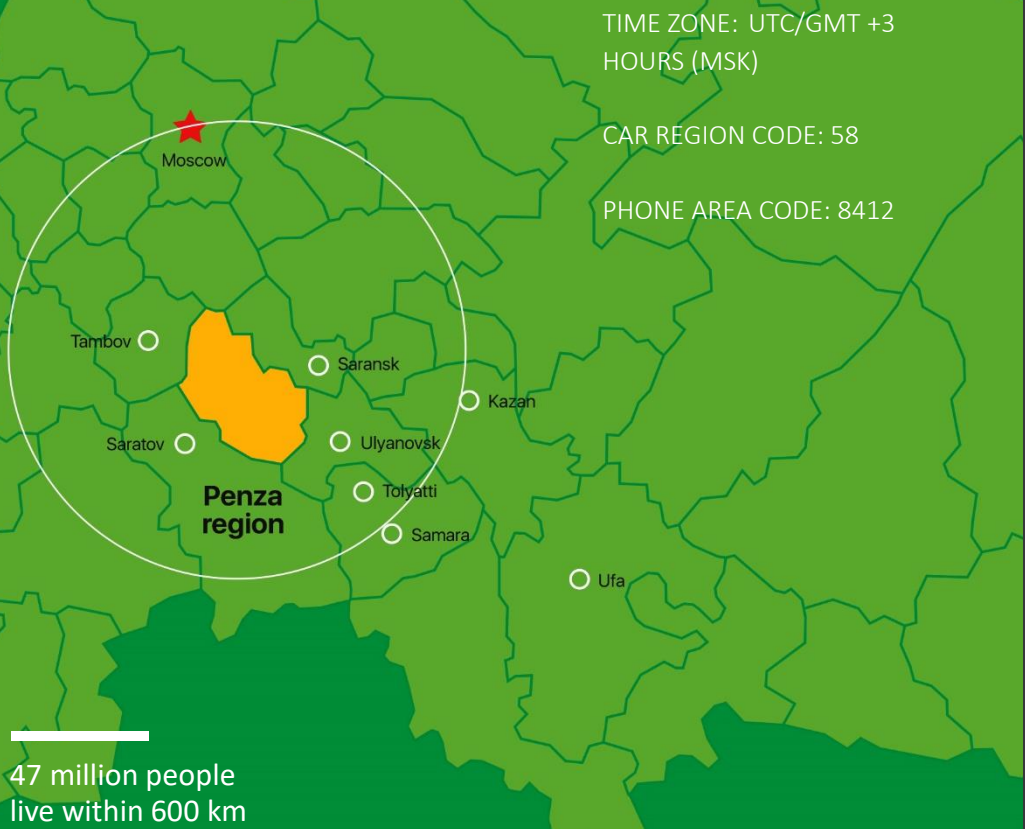 TIME ZONE: UTC/GMT +3
HOURS (MSK)
CAR REGION CODE: 58
PHONE AREA CODE: 8412
Moscow
Tambov
Saransk
Kazan
Saratov
Ulyanovsk
Tolyatti
Penza
region
Samara
Ufa
47 million people
live within 600 km